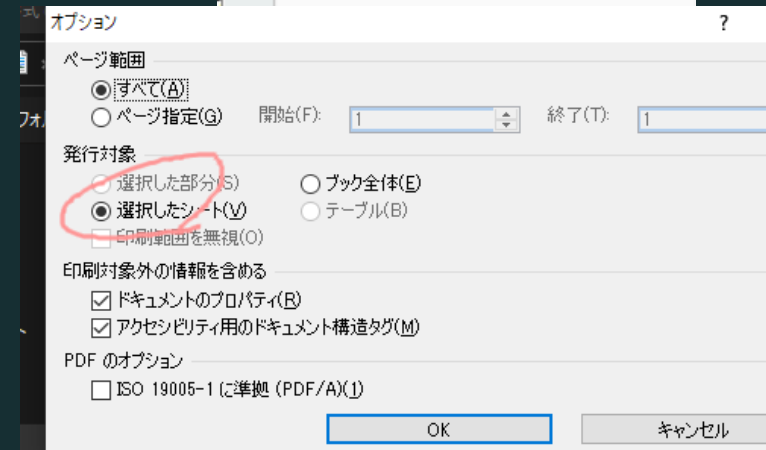 オプション ?
ページ範囲
すべて(A)
ページ指定(G) 開始(F): 1 終了(T): 1
発行対象
選択した部分(S) ブック全体(E)
選択したシート(V) テーブル(B)
印刷範囲を無視(O)
印刷対象外の情報を含める
ドキュメントのプロパティ(R)
アクセシビリティ用のドキュメント構造タグ(M)
PDF のオプション
ISO 19005-1 に準拠 (PDF/A)(1)
OK キャンセル